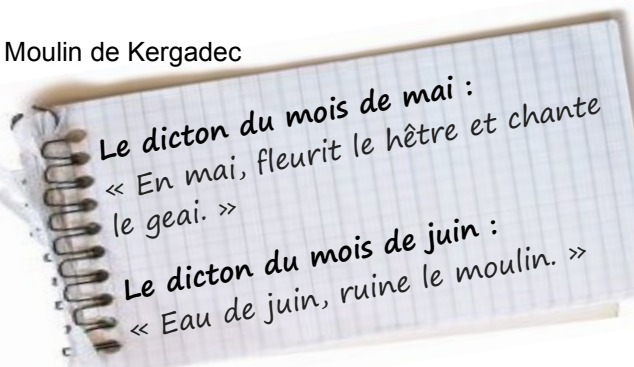 Moulin de Kergadec
Le dicton du mois de mai :
« En mai, fleurit le hêtre et chante
le geai. »
Le dicton du mois de juin :
« Eau de juin, ruine le moulin. »